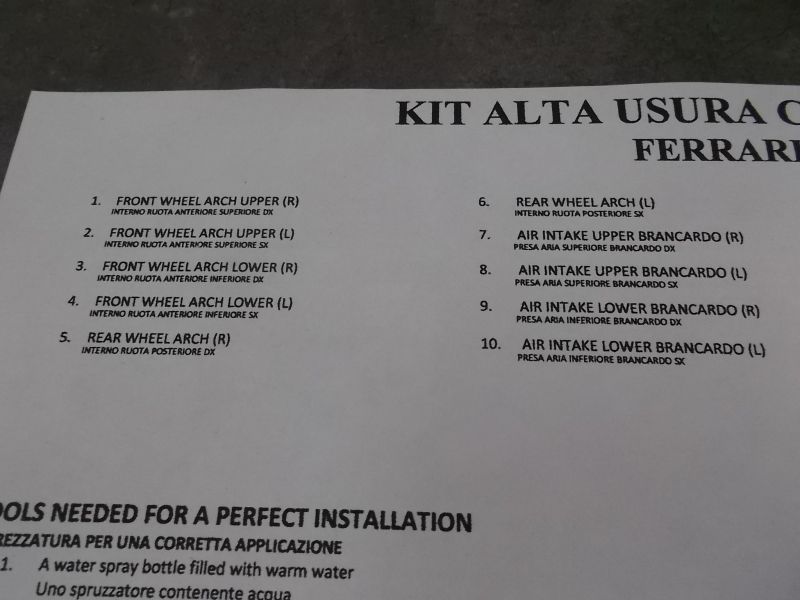 KIT ALTA USURA C
FERRARI
1. FRONT WHEEL ARCH UPPER (R)
INTERNO RUOTA ANTERIORE SUPERIORE DX
2. FRONT WHEEL ARCH UPPER (L)
INTERNO RUOTA ANTERIORE SUPERIORE SX
3. FRONT WHEEL ARCH LOWER (R)
INTERNO RUOTA ANTERIORE INFERIORE DX
4. FRONT WHEEL ARCH LOWER (L)
INTERNO RUOTA ANTERIORE INFERIORE SX
5. REAR WHEEL ARCH (R)
INTERNO RUOTA POSTERIORE DX
6. REAR WHEEL ARCH (L)
INTERNO RUOTA POSTERIORE SX
7. AIR INTAKE UPPER BRANCARDO (R)
PRESA ARIA SUPERIORE BRANCARDO DX
8. AIR INTAKE UPPER BRANCARDO (L)
PRESA ARIA SUPERIORE BRANCARDO SX
9. AIR INTAKE LOWER BRANCARDO (R)
PRESA ARIA INFERIORE BRANCARDO DX
10. AIR INTAKE LOWER BRANCARDO (L)
PRESA ARIA INFERIORE BRANCARDO SX
OOLS NEEDED FOR A PERFECT INSTALLATION
REZZATURA PER UNA CORRETTA APPLICAZIONE
1. A water spray bottle filled with warm water
Uno spruzzatore contenente acqua